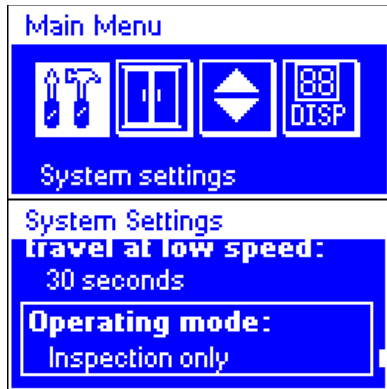 Main Menu
88
DISP
System settings
System Settings
travel at low speed:
30 seconds
Operating mode:
Inspection only